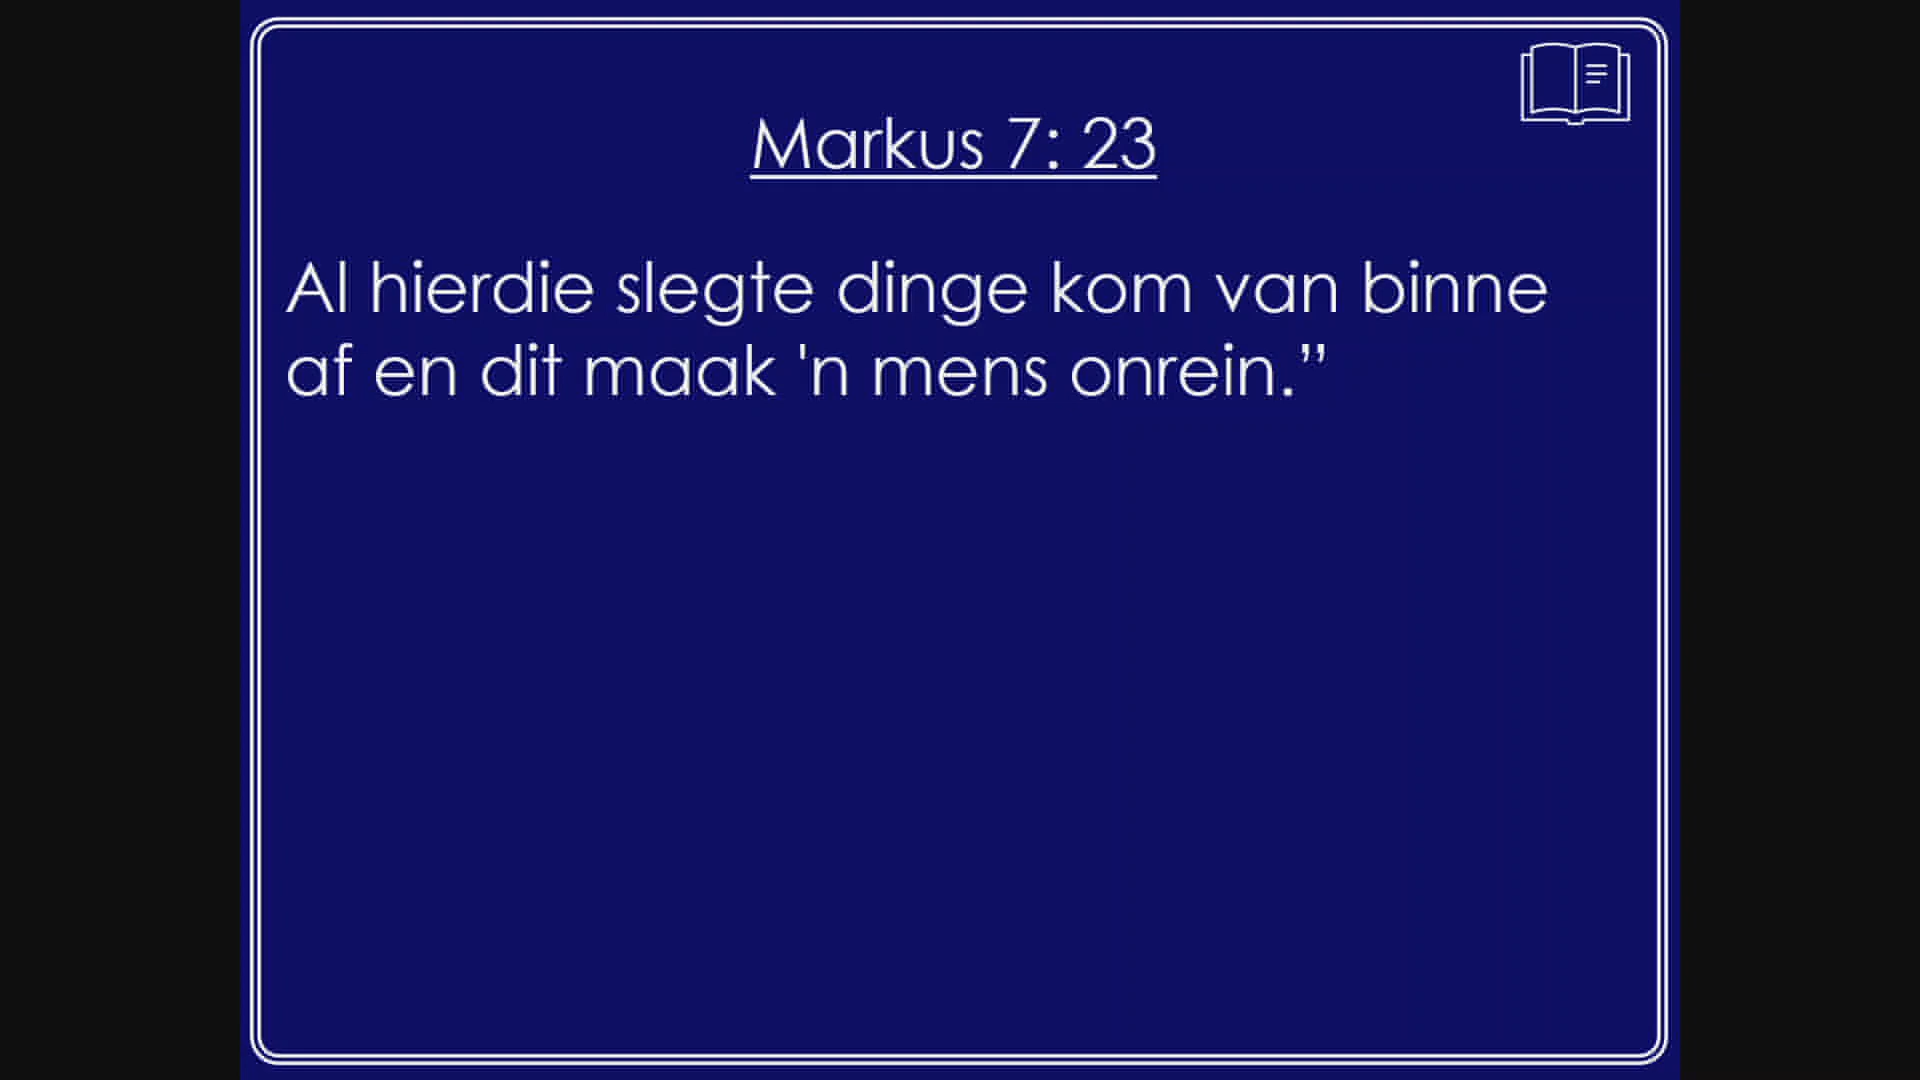 Markus 7: 23
Al hierdie slegte dinge kom van binne
af en dit maak 'n mens onrein.”